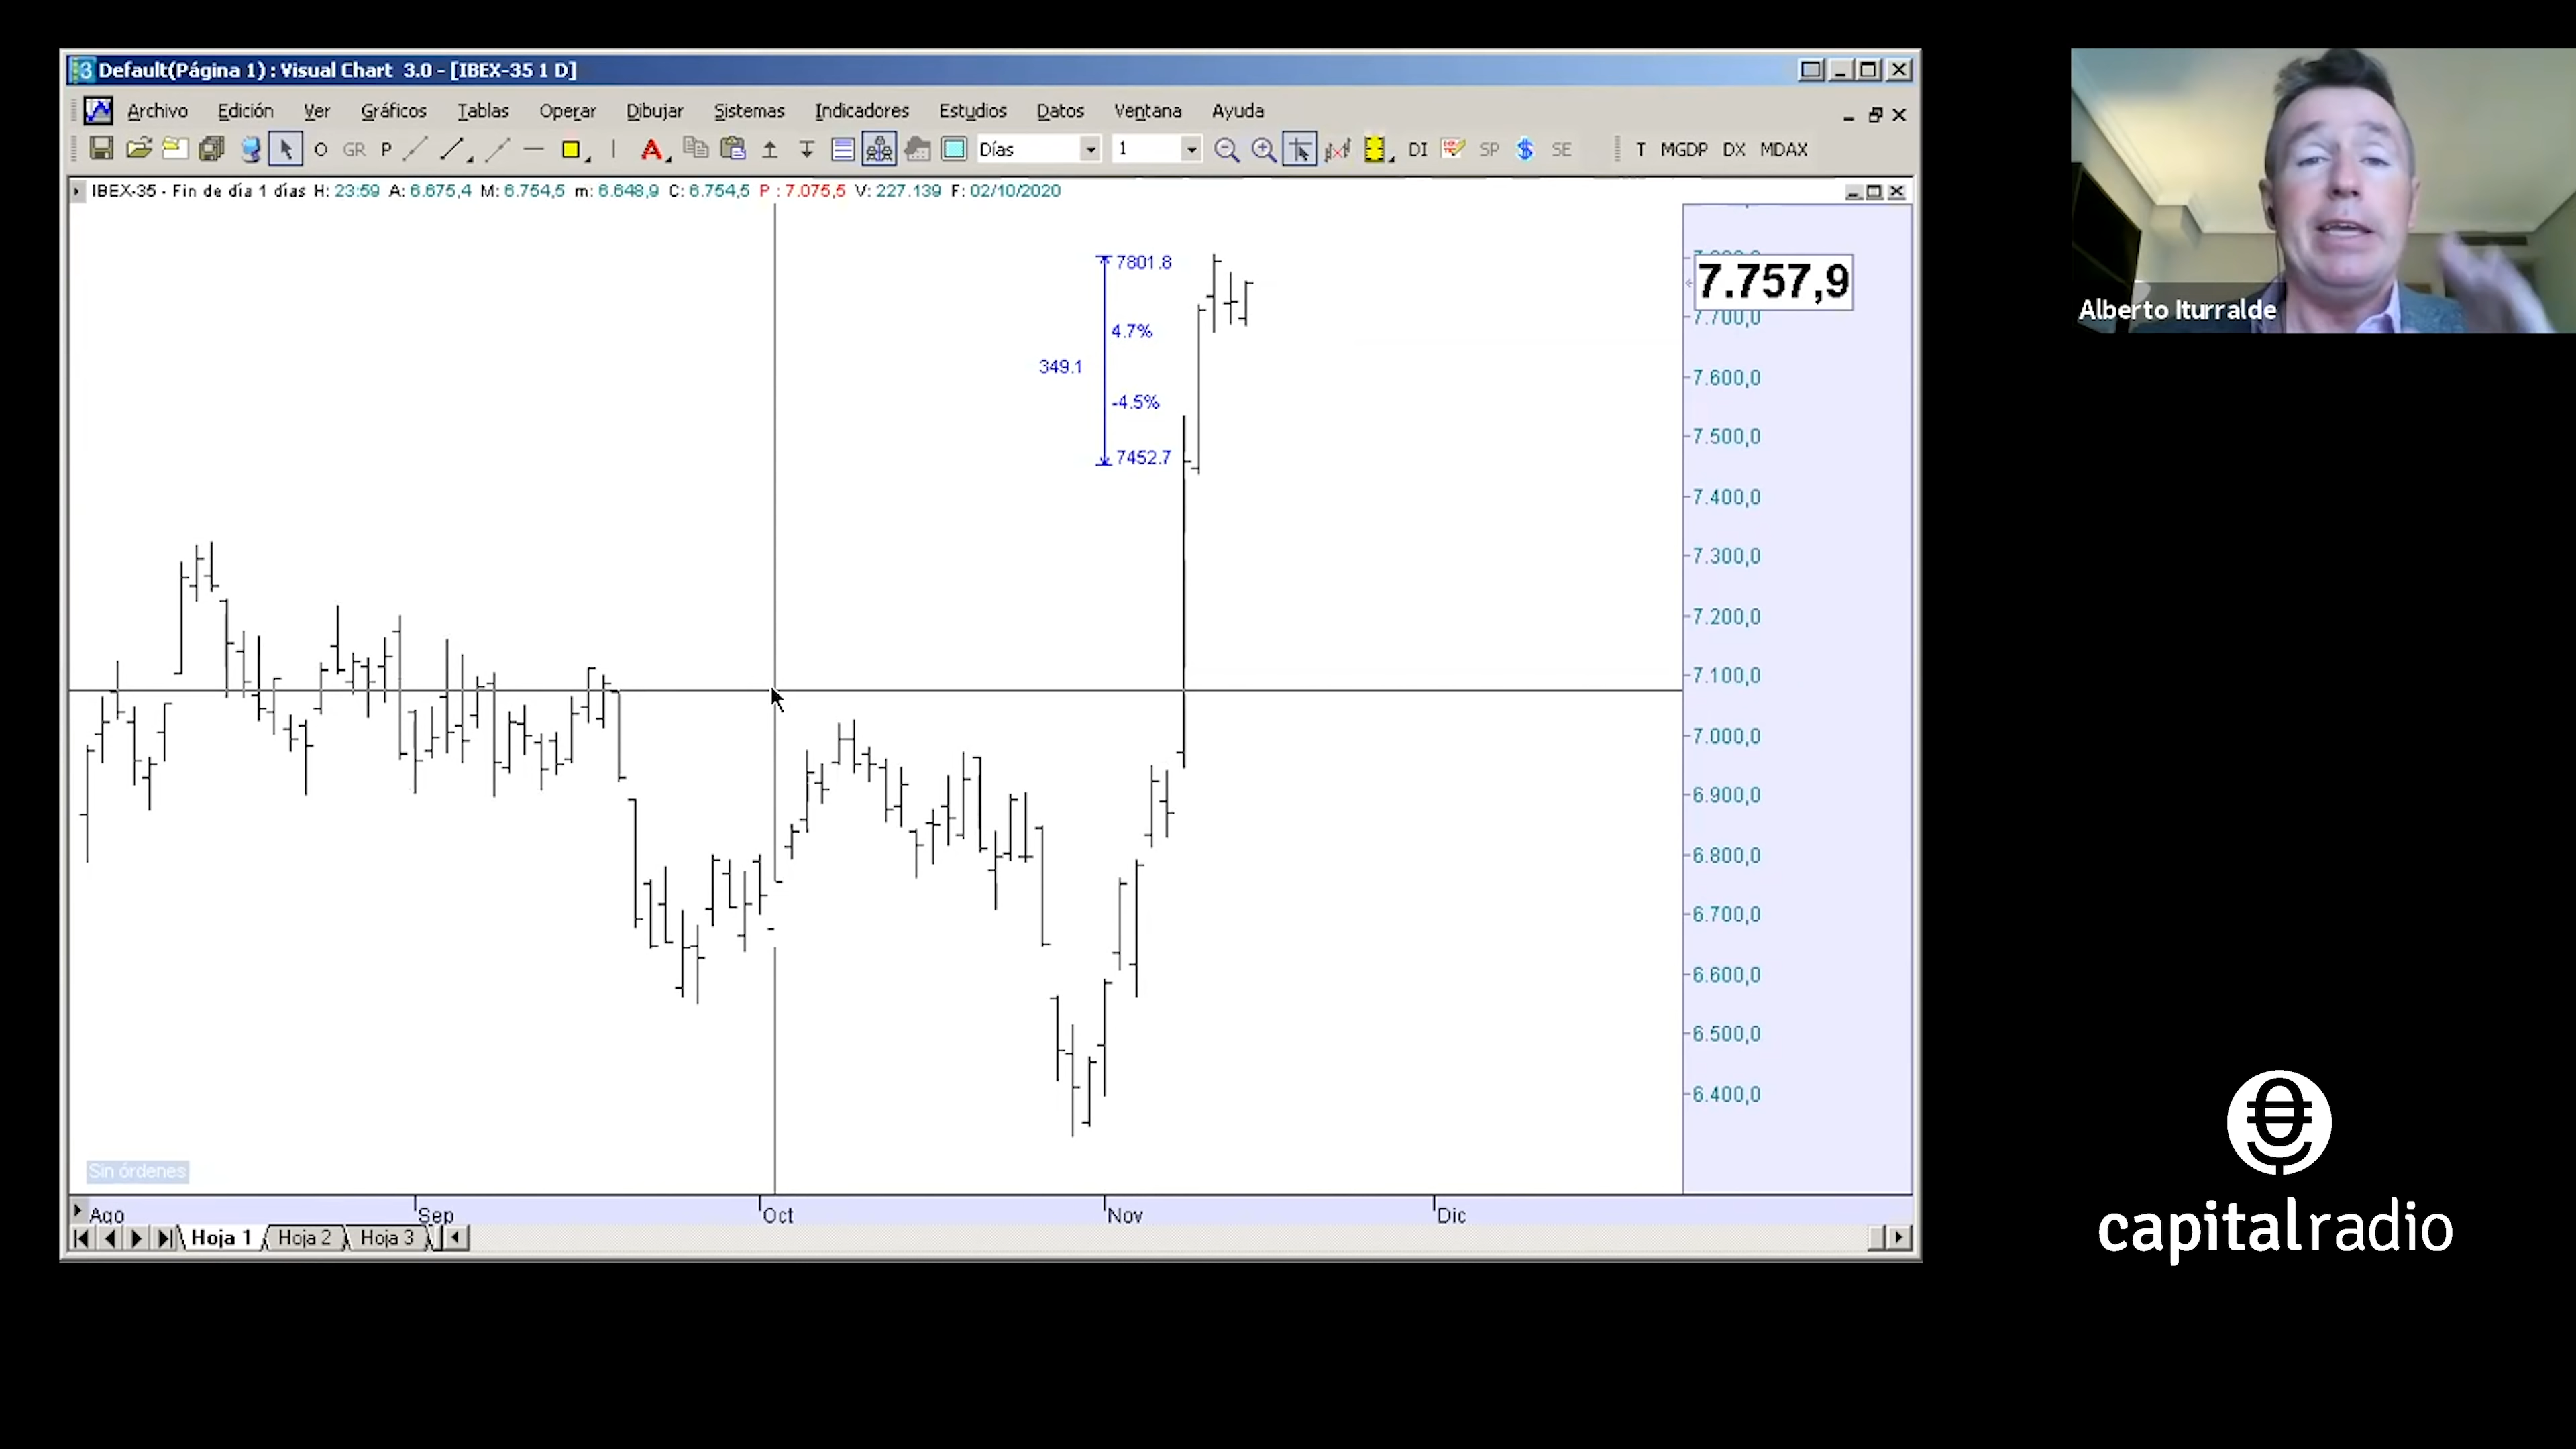 Default(Página 1) : Visual Chart 3.0 - [IBEX-35 1 D]
Archivo Edición Ver Gráficos Tablas Operar Dibujar Sistemas Indicadores Estudios Datos Ventana Ayuda
O GR P A Días 1 DI SP $ SE T MGDP DX MDAX
IBEX-35 - Fin de día 1 días H: 23:59 A: 6.675,4 M: 6.754,5 m: 6.648,9 C: 6.754,5 P : 7.075,5 V: 227.139 F: 02/10/2020
7801.8
4.7%
349.1
-4.5%
7452.7
7.757,9
7.700,0
7.600,0
7.500,0
7.400,0
7.300,0
7.200,0
7.100,0
7.000,0
6.900,0
6.800,0
6.700,0
6.600,0
6.500,0
6.400,0
Sin órdenes
Ago Sep Oct Nov Dic
Hoja 1 Hoja 2 Hoja 3
Alberto Iturralde
capitalradio